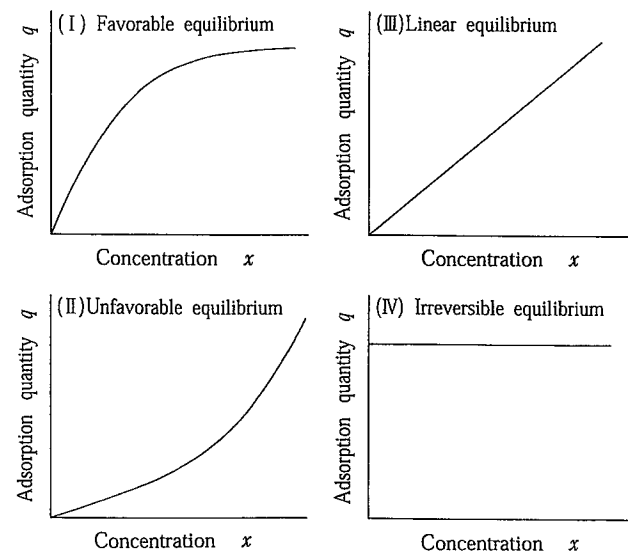 (Ⅰ) Favorable equilibrium
Adsorption quantity q
Concentration x
(Ⅲ)Linear equilibrium
Adsorption quantity q
Concentration x
(Ⅱ)Unfavorable equilibrium
Adsorption quantity q
Concentration x
(Ⅳ) Irreversible equilibrium
Adsorption quantity q
Concentration x